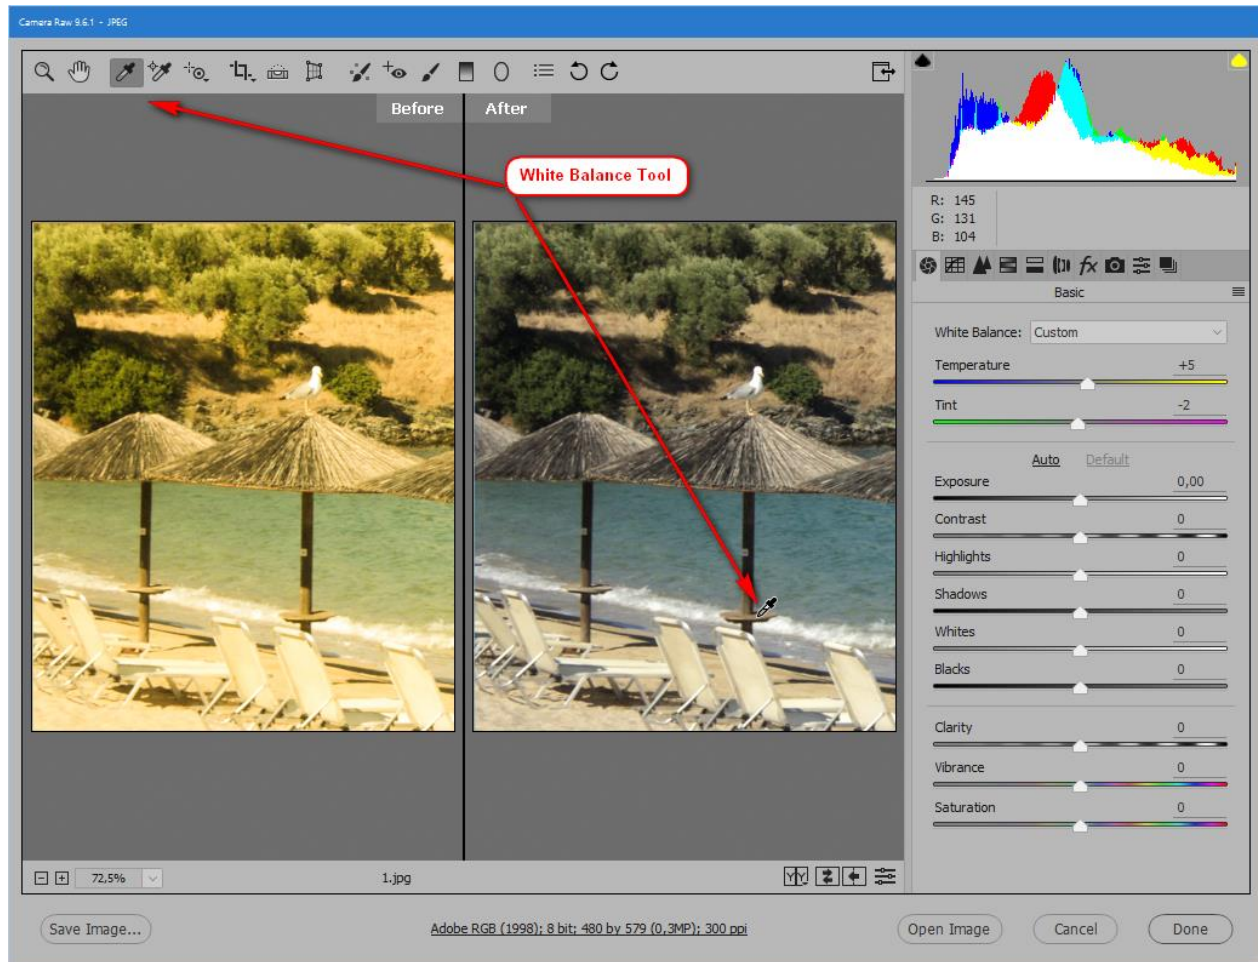 Camera Raw 9.6.1 - JPEG
Before
After
White Balance Tool
R: 145
G: 131
B: 104
fx
Basic
White Balance: Custom
Temperature +5
Tint -2
Auto Default
Exposure 0,00
Contrast 0
Highlights 0
Shadows 0
Whites 0
Blacks 0
Clarity 0
Vibrance 0
Saturation 0
72,5%
1.jpg
Y Y
Save Image...
Adobe RGB (1998); 8 bit; 480 by 579 (0,3MP); 300 ppi
Open Image
Cancel
Done